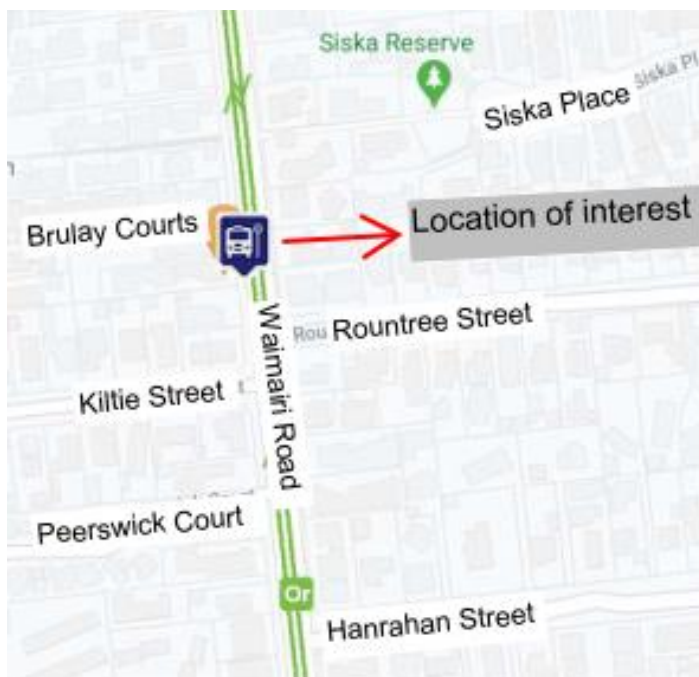 Siska Reserve
Siska Pl
Siska Place
Location of interest
Brulay Courts
Rou
Rountree Street
Waimairi Road
Kiltie Street
Peerswick Court
Or
Hanrahan Street